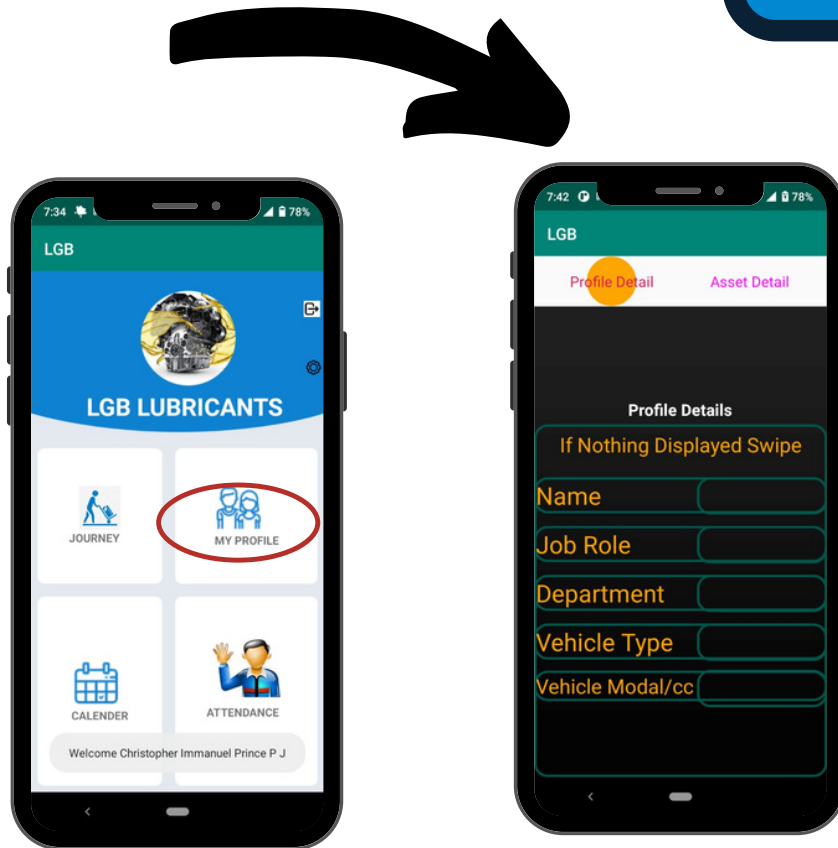 7:34
78%
LGB
LGB LUBRICANTS
JOURNEY
MY PROFILE
CALENDER
ATTENDANCE
Welcome Christopher Immanuel Prince P J
7:42
78%
LGB
Profile Detail
Asset Detail
Profile Details
If Nothing Displayed Swipe
Name
Job Role
Department
Vehicle Type
Vehicle Modal/cc